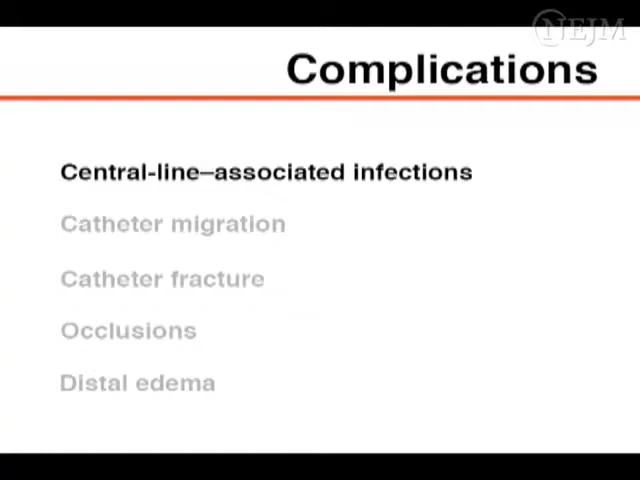 NEJM
Complications
Central-line–associated infections
Catheter migration
Catheter fracture
Occlusions
Distal edema